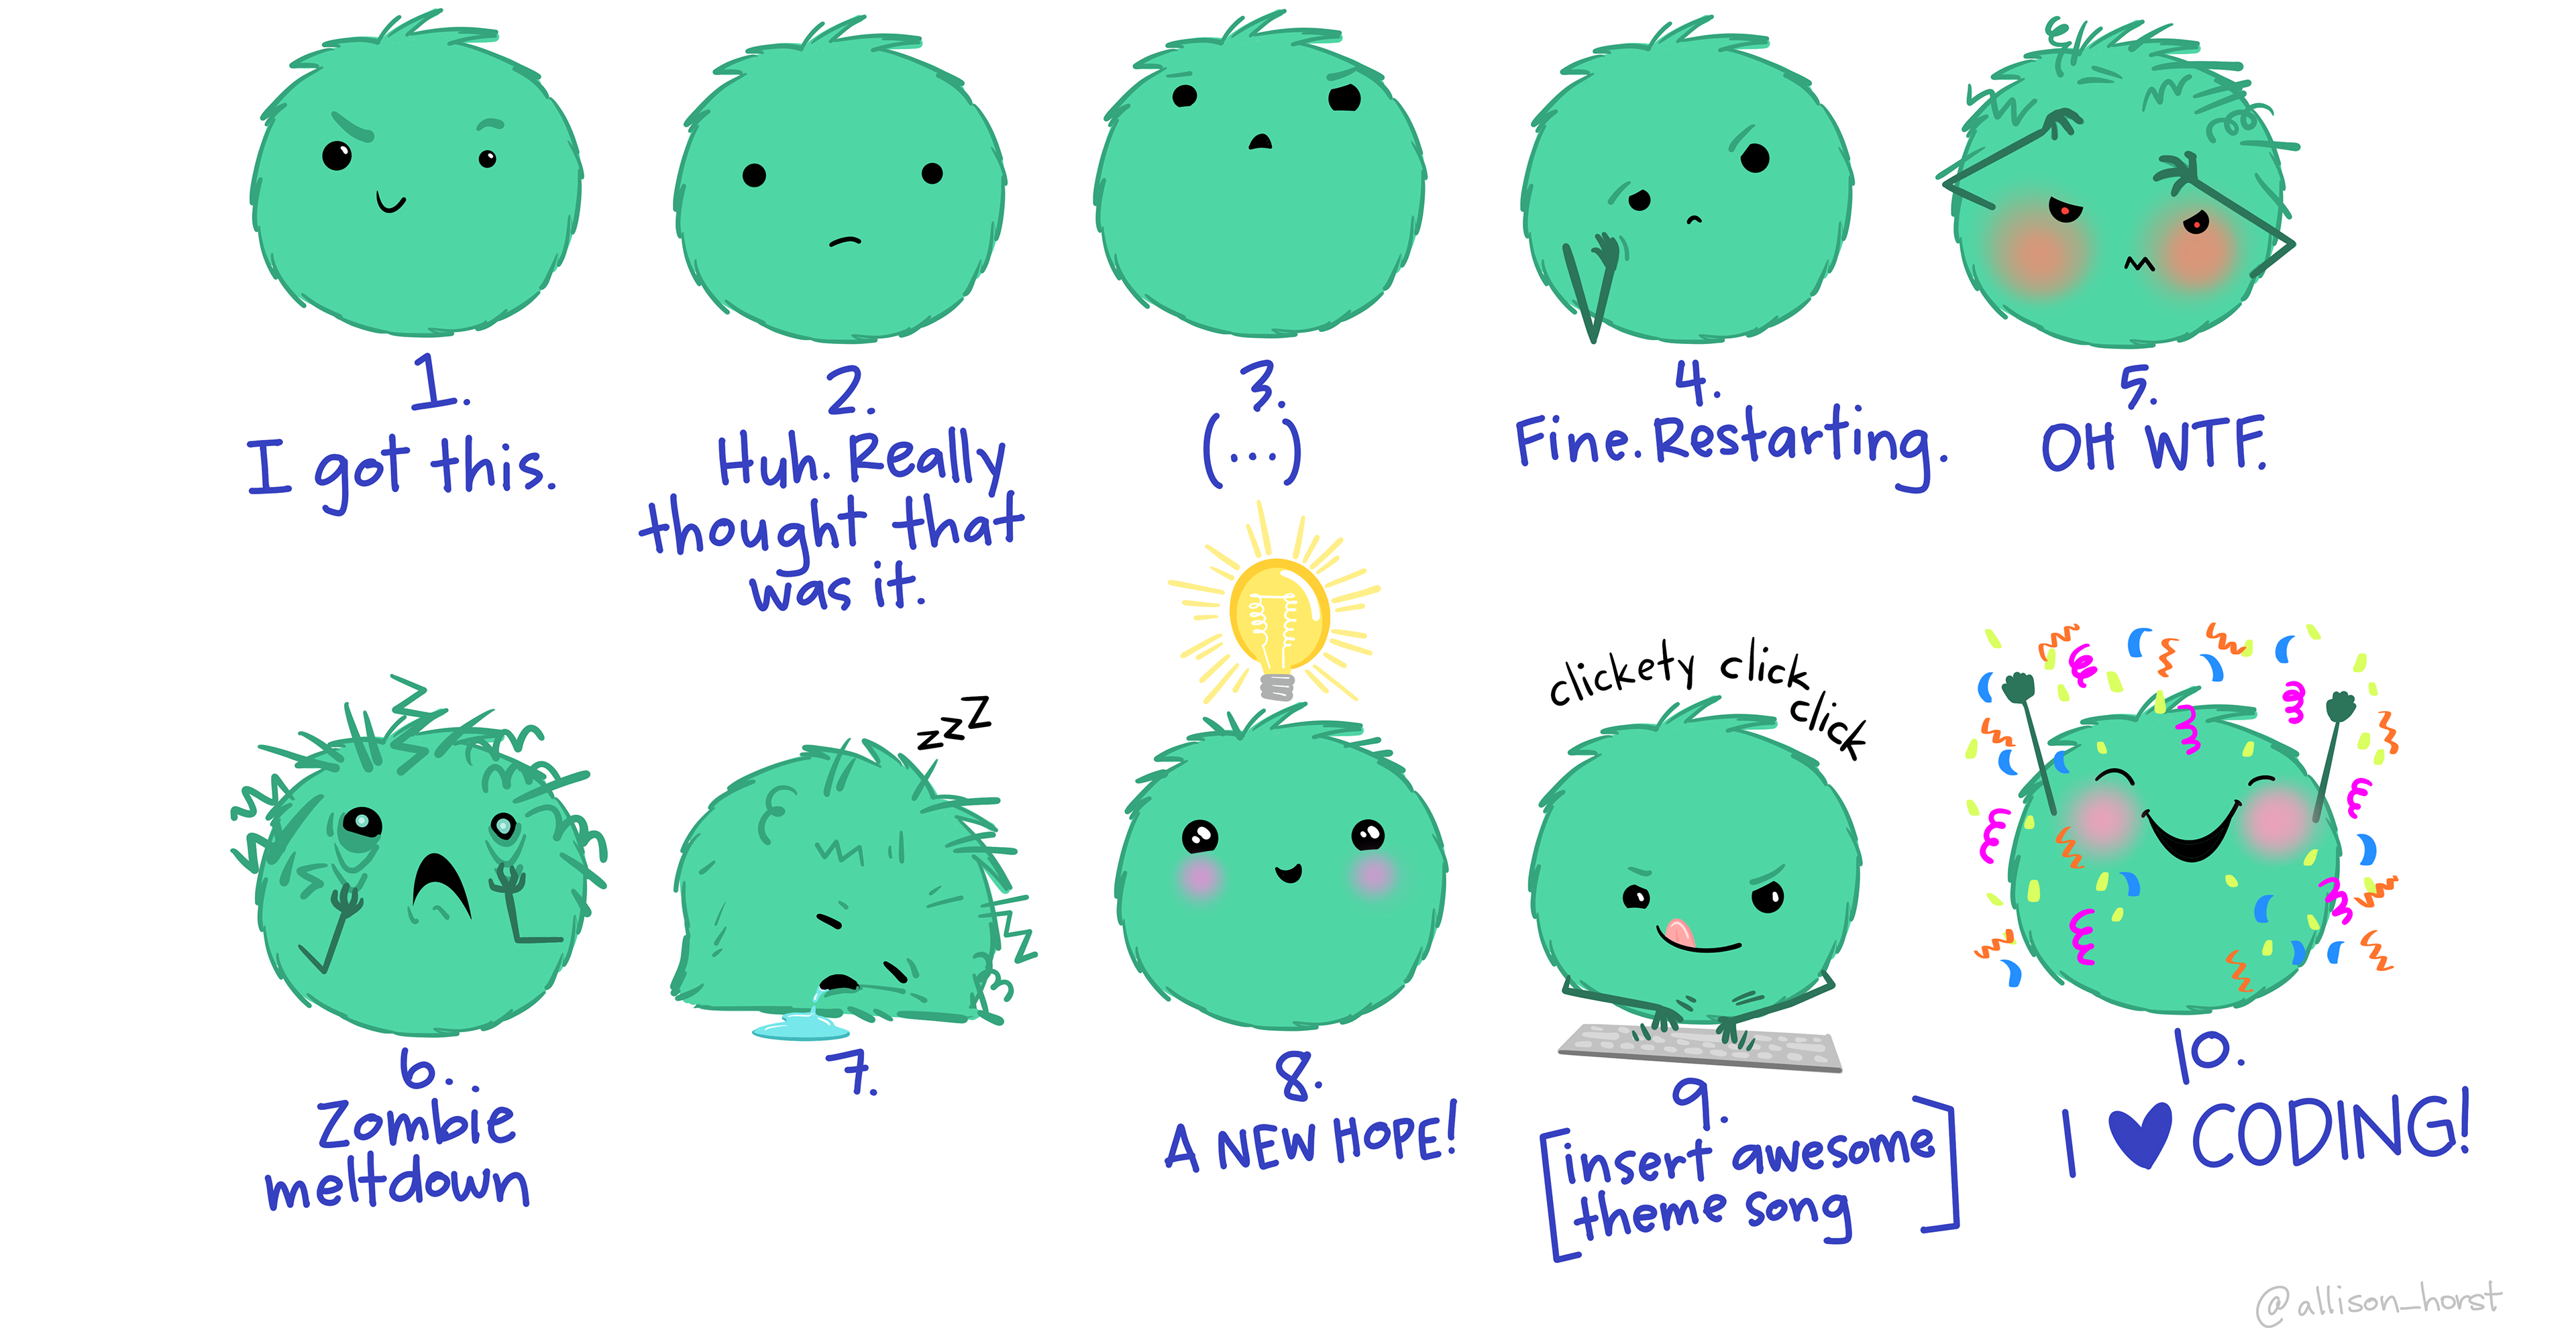 1.
I got this.
2.
Huh. Really
thought that
was it.
3.
(...)
4.
Fine. Restarting.
5.
OH WTF.
6.
Zombie
meltdown
zzZ
7.
8.
A NEW HOPE!
clickety click
click
9.
[insert awesome
theme song]
10.
I ♥ CODING!
@allison_horst